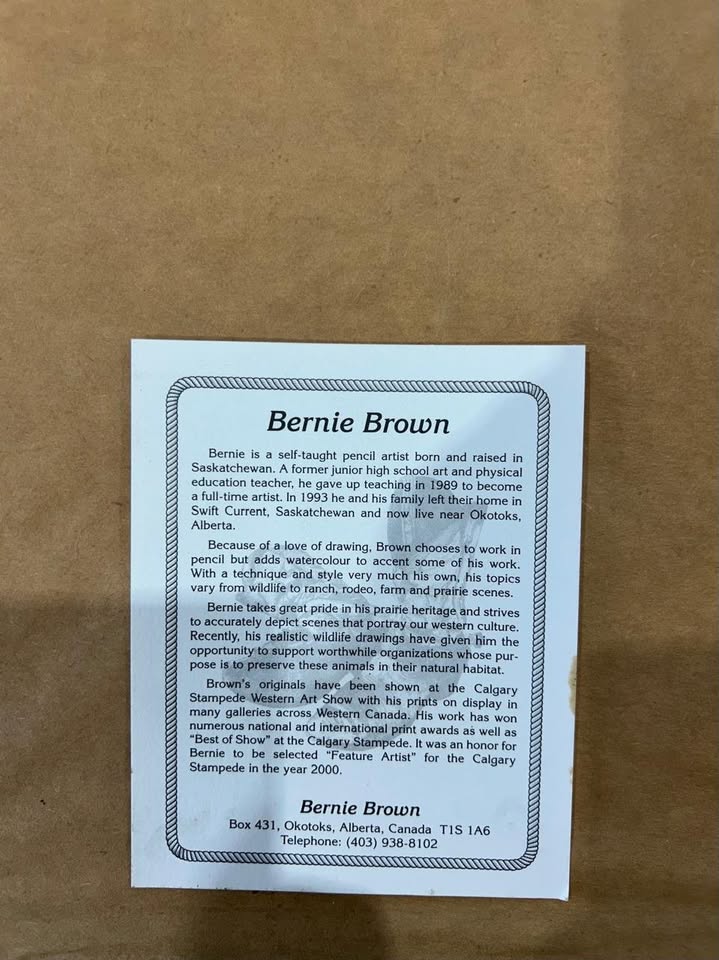 Bernie Brown
Bernie is a self-taught pencil artist born and raised in
Saskatchewan. A former junior high school art and physical
education teacher, he gave up teaching in 1989 to become
a full-time artist. In 1993 he and his family left their home in
Swift Current, Saskatchewan and now live near Okotoks,
Alberta.
Because of a love of drawing, Brown chooses to work in
pencil but adds watercolour to accent some of his work.
With a technique and style very much his own, his topics
vary from wildlife to ranch, rodeo, farm and prairie scenes.
Bernie takes great pride in his prairie heritage and strives
to accurately depict scenes that portray our western culture.
Recently, his realistic wildlife drawings have given him the
opportunity to support worthwhile organizations whose pur-
pose is to preserve these animals in their natural habitat.
Brown's originals have been shown at the Calgary
Stampede Western Art Show with his prints on display in
many galleries across Western Canada. His work has won
numerous national and international print awards as well as
"Best of Show" at the Calgary Stampede. It was an honor for
Bernie to be selected "Feature Artist" for the Calgary
Stampede in the year 2000.
Bernie Brown
Box 431, Okotoks, Alberta, Canada T1S 1A6
Telephone: (403) 938-8102